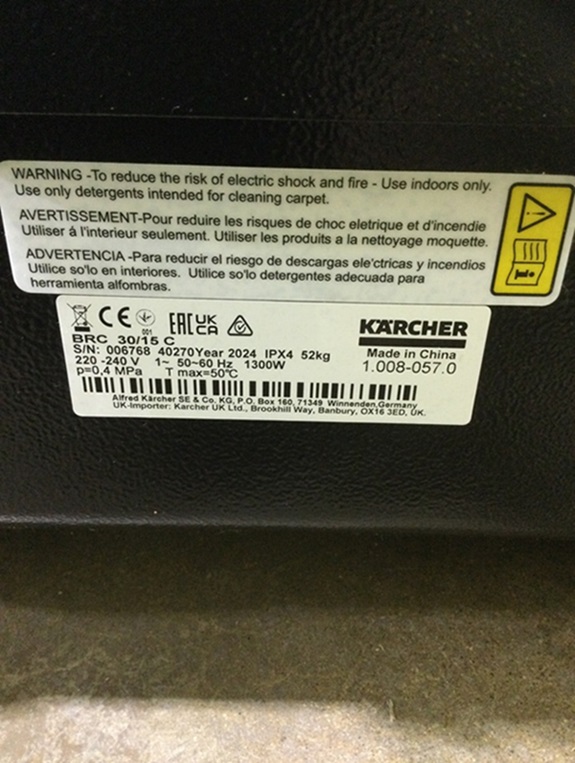 WARNING -To reduce the risk of electric shock and fire - Use indoors only.
Use only detergents intended for cleaning carpet.
AVERTISSEMENT-Pour reduire les risques de choc eletrique et d'incendie
Utiliser á l'interieur seulement. Utiliser les produits a la nettoyage moquette.
ADVERTENCIA -Para reducir el riesgo de descargas ele'ctricas y incendios
Utilice so'lo en interiores. Utilice so'lo detergentes adecuada para
herramienta alfombras.
CE 001 EAC UK CA
KÄRCHER
BRC 30/15 C
Made in China
S/N: 006768 40270Year 2024 IPX4 52kg
1.008-057.0
220 -240 V 1~ 50~60 Hz 1300W
p=0,4 MPa T max=50°C
Alfred Kärcher SE & Co. KG, P.O. Box 160, 71349 Winnenden,Germany
UK-Importer: Karcher UK Ltd., Brookhill Way, Banbury, OX16 3ED, UK.